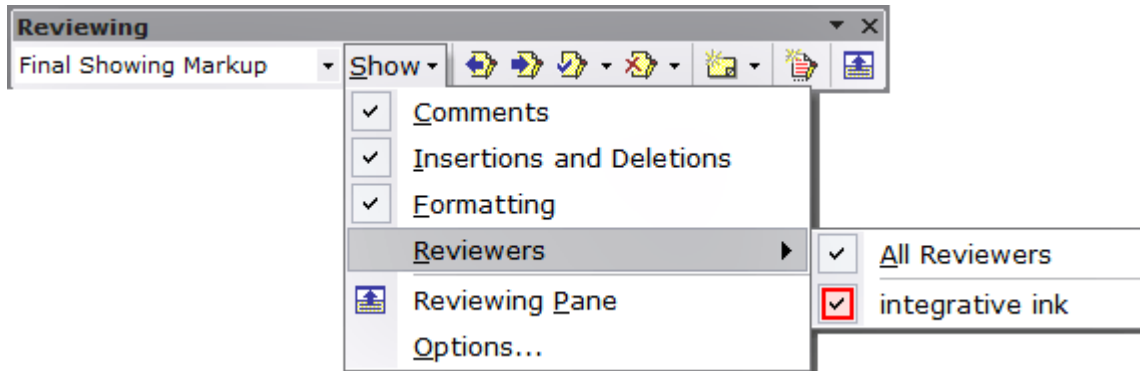 Reviewing
Final Showing Markup Show
Comments
Insertions and Deletions
Formatting
Reviewers
All Reviewers
integrative ink
Reviewing Pane
Options...